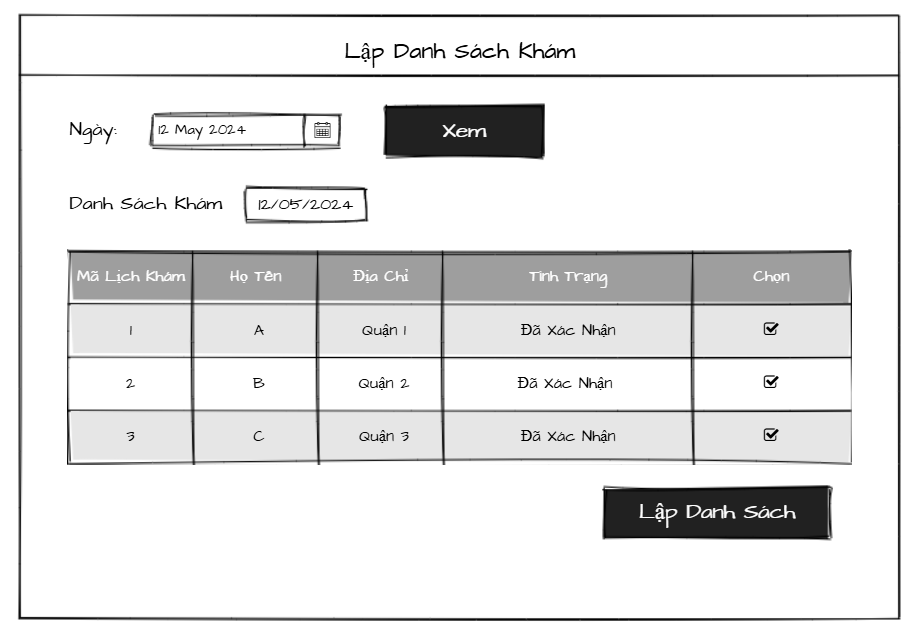 Lập Danh Sách Khám
Ngày: 12 May 2024 Xem
Danh Sách Khám 12/05/2024
Mã Lịch Khám Họ Tên Địa Chỉ Tình Trạng Chọn
1 A Quận 1 Đã Xác Nhận
2 B Quận 2 Đã Xác Nhận
3 C Quận 3 Đã Xác Nhận
Lập Danh Sách